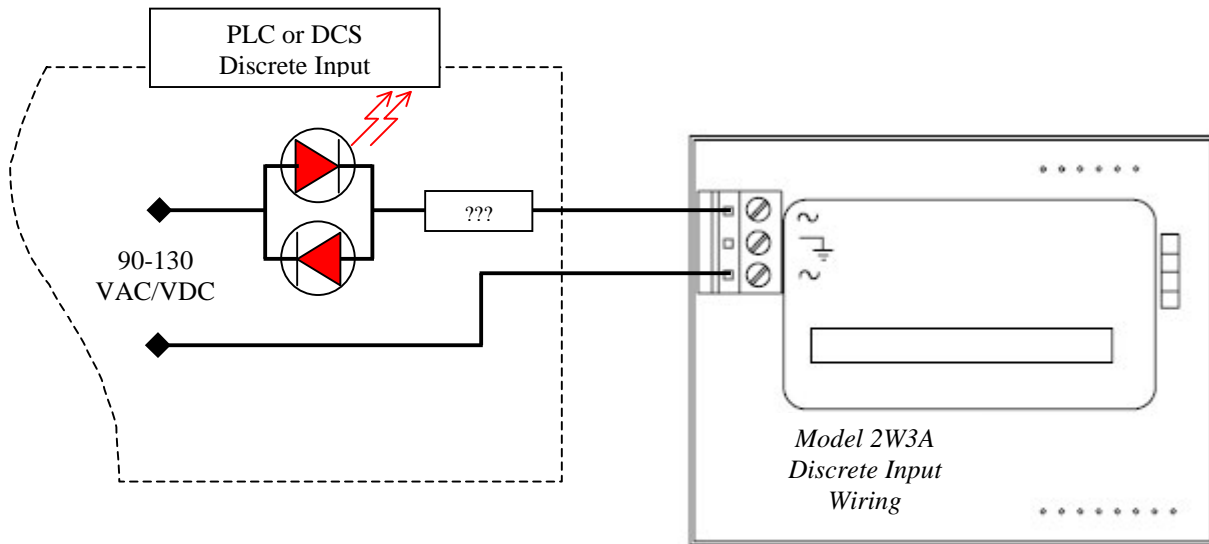 PLC or DCS
Discrete Input
???
90-130
VAC/VDC
Model 2W3A
Discrete Input
Wiring